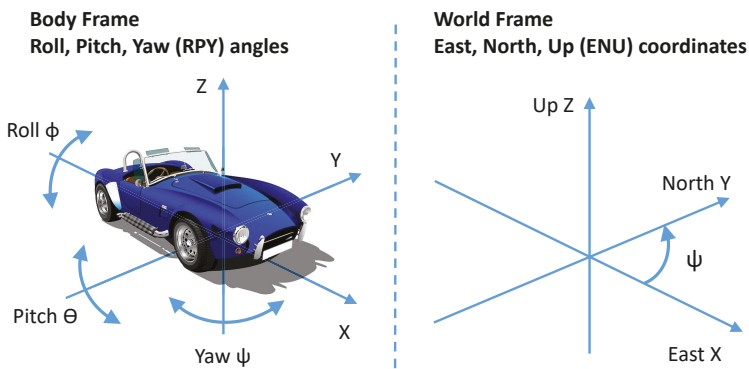 Body Frame
Roll, Pitch, Yaw (RPY) angles
Z
Roll ϕ
Y
Pitch Ө
X
Yaw ψ
World Frame
East, North, Up (ENU) coordinates
Up Z
North Y
ψ
East X